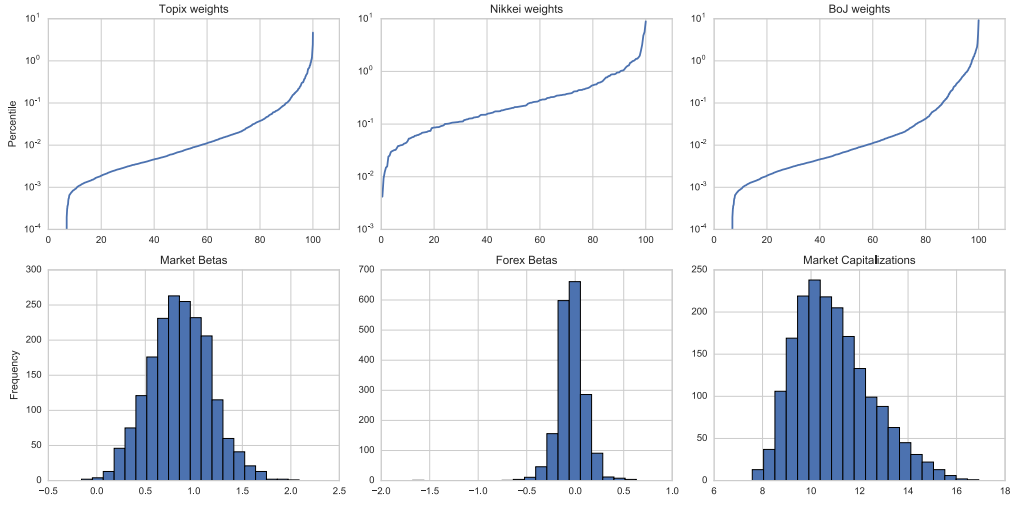 Topix weights
Nikkei weights
BoJ weights
Percentile
10^1
10^0
10^-1
10^-2
10^-3
10^-4
0 20 40 60 80 100
10^1
10^0
10^-1
10^-2
10^-3
0 20 40 60 80 100
10^1
10^0
10^-1
10^-2
10^-3
10^-4
0 20 40 60 80 100
Market Betas
Forex Betas
Market Capitalizations
Frequency
300
250
200
150
100
50
0
−0.5 0.0 0.5 1.0 1.5 2.0 2.5
700
600
500
400
300
200
100
0
−2.0 −1.5 −1.0 −0.5 0.0 0.5 1.0
250
200
150
100
50
0
6 8 10 12 14 16 18